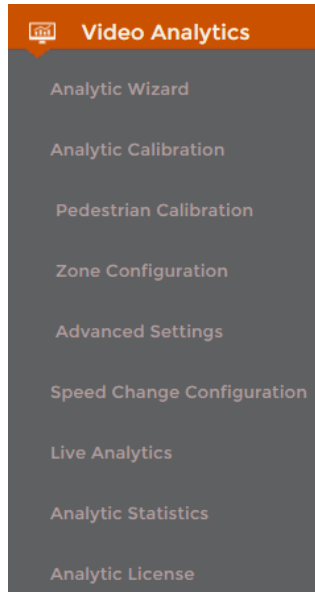 Video Analytics
Analytic Wizard
Analytic Calibration
Pedestrian Calibration
Zone Configuration
Advanced Settings
Speed Change Configuration
Live Analytics
Analytic Statistics
Analytic License